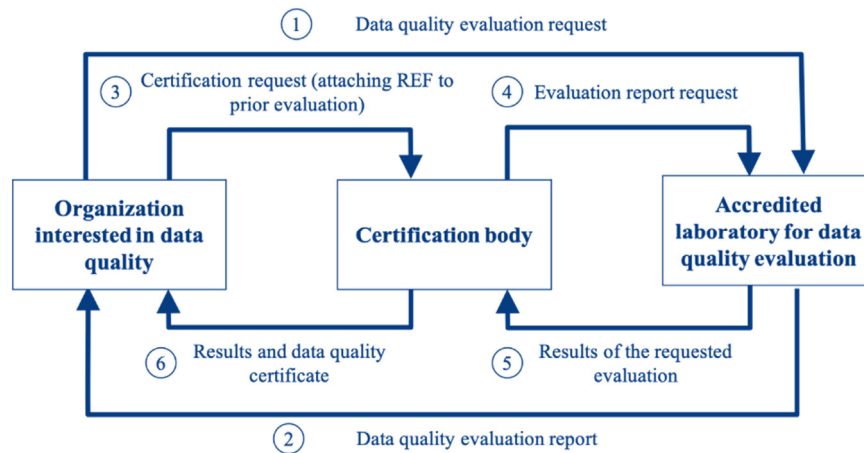 1 Data quality evaluation request
3 Certification request (attaching REF to
prior evaluation)
4 Evaluation report request
Organization
interested in data
quality
Certification body
Accredited
laboratory for data
quality evaluation
6 Results and data quality
certificate
5 Results of the requested
evaluation
2 Data quality evaluation report